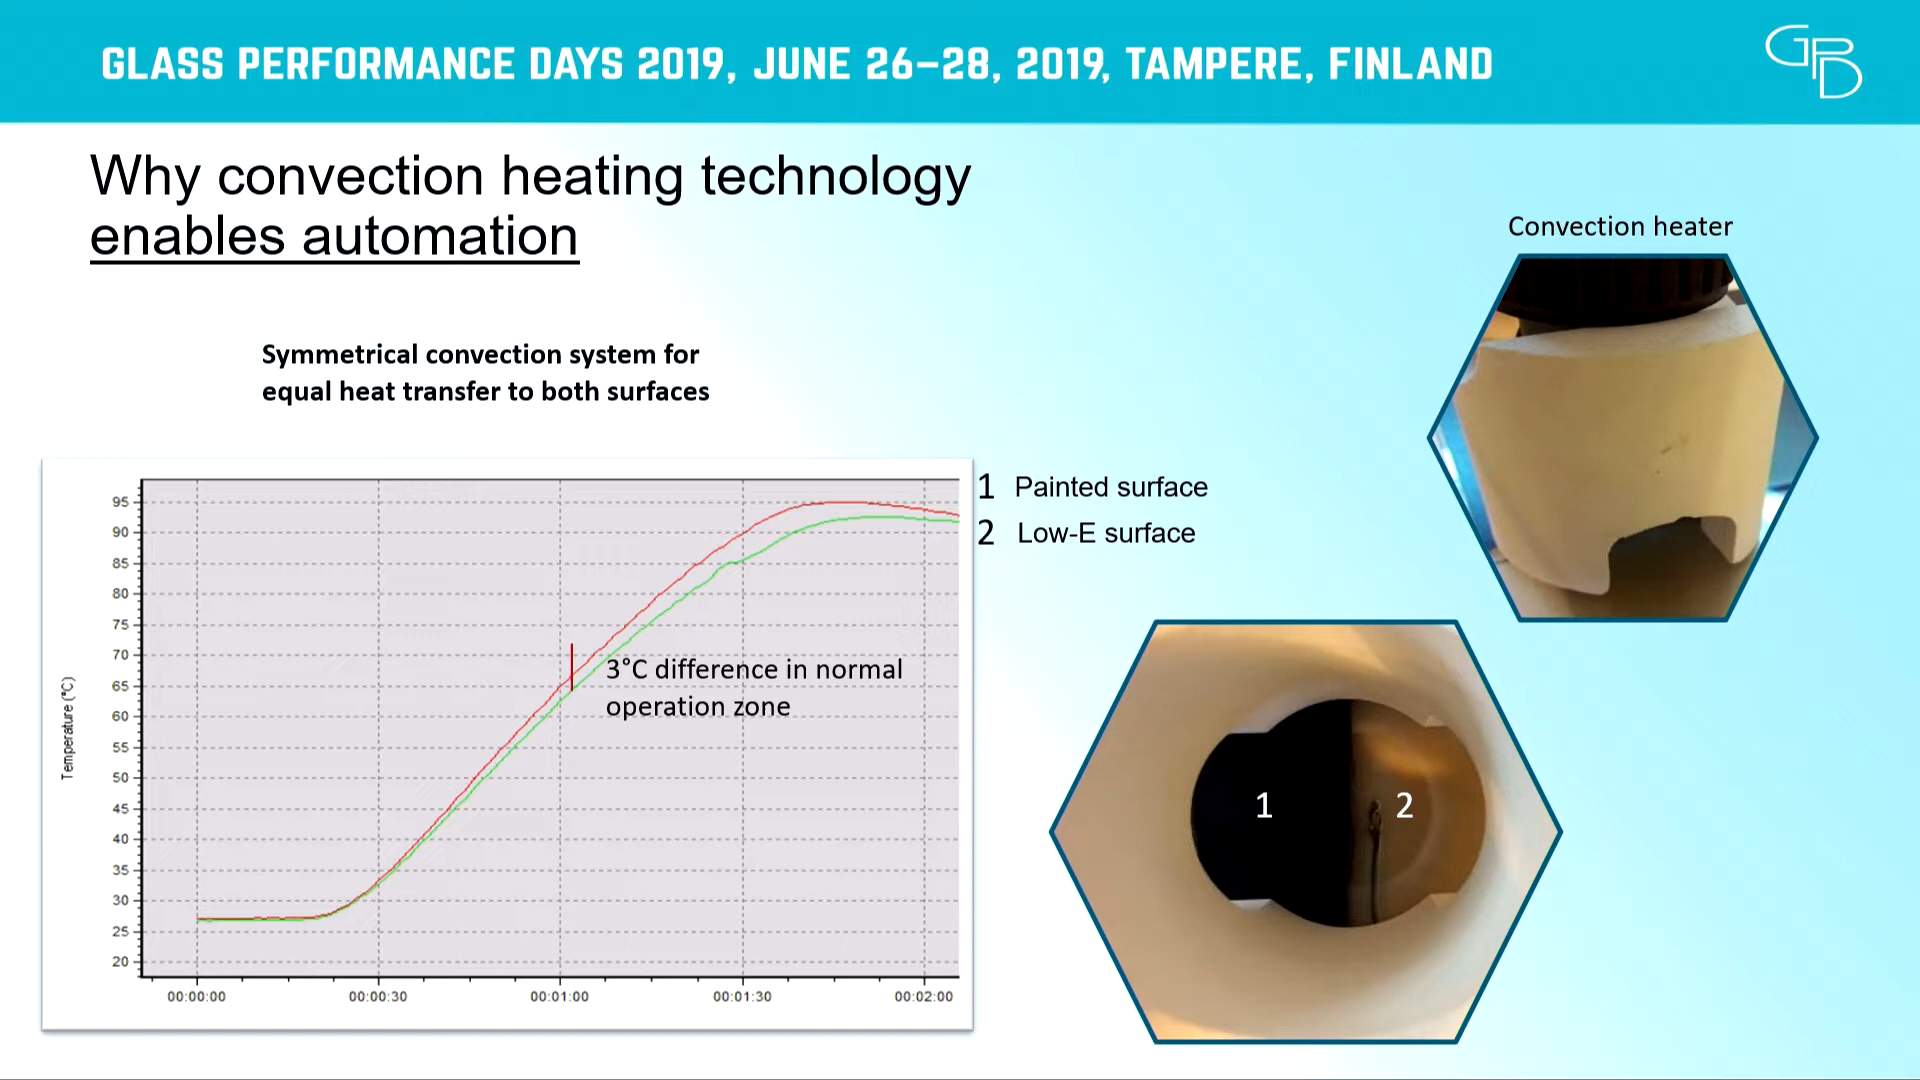 GLASS PERFORMANCE DAYS 2019, JUNE 26–28, 2019, TAMPERE, FINLAND
GPD
Why convection heating technology
enables automation
Convection heater
Symmetrical convection system for
equal heat transfer to both surfaces
1 Painted surface
2 Low-E surface
95
90
85
80
75
70
65
60
55
50
45
40
35
30
25
20
Temperature (°C)
3°C difference in normal
operation zone
00:00:00 00:00:30 00:01:00 00:01:30 00:02:00
1 2